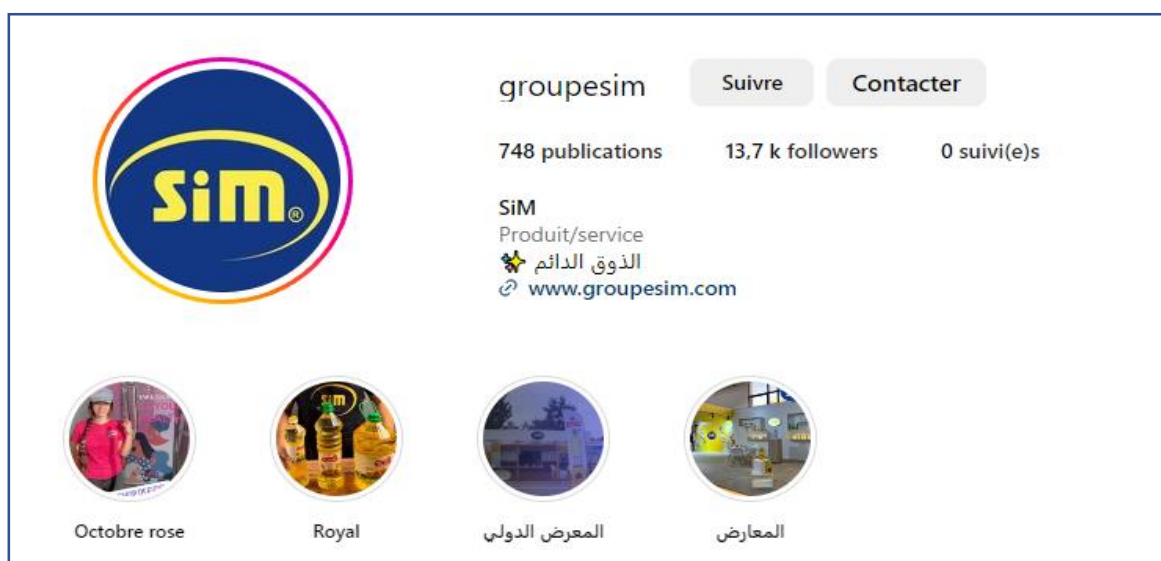 groupesim Suivre Contacter
748 publications 13,7 k followers 0 suivi(e)s
SiM®
SiM
Produit/service
الذوق الدائم
www.groupesim.com
SiM
Octobre rose Royal المعرض الدولي المعارض